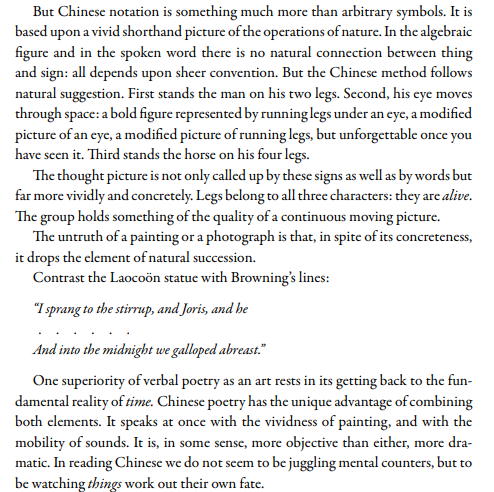 But Chinese notation is something much more than arbitrary symbols. It is
based upon a vivid shorthand picture of the operations of nature. In the algebraic
figure and in the spoken word there is no natural connection between thing
and sign: all depends upon sheer convention. But the Chinese method follows
natural suggestion. First stands the man on his two legs. Second, his eye moves
through space: a bold figure represented by running legs under an eye, a modified
picture of an eye, a modified picture of running legs, but unforgettable once you
have seen it. Third stands the horse on his four legs.
The thought picture is not only called up by these signs as well as by words but
far more vividly and concretely. Legs belong to all three characters: they are alive.
The group holds something of the quality of a continuous moving picture.
The untruth of a painting or a photograph is that, in spite of its concreteness,
it drops the element of natural succession.
Contrast the Laocoön statue with Browning’s lines:
“I sprang to the stirrup, and Joris, and he
. . . . . .
And into the midnight we galloped abreast.”
One superiority of verbal poetry as an art rests in its getting back to the fun-
damental reality of time. Chinese poetry has the unique advantage of combining
both elements. It speaks at once with the vividness of painting, and with the
mobility of sounds. It is, in some sense, more objective than either, more dra-
matic. In reading Chinese we do not seem to be juggling mental counters, but to
be watching things work out their own fate.